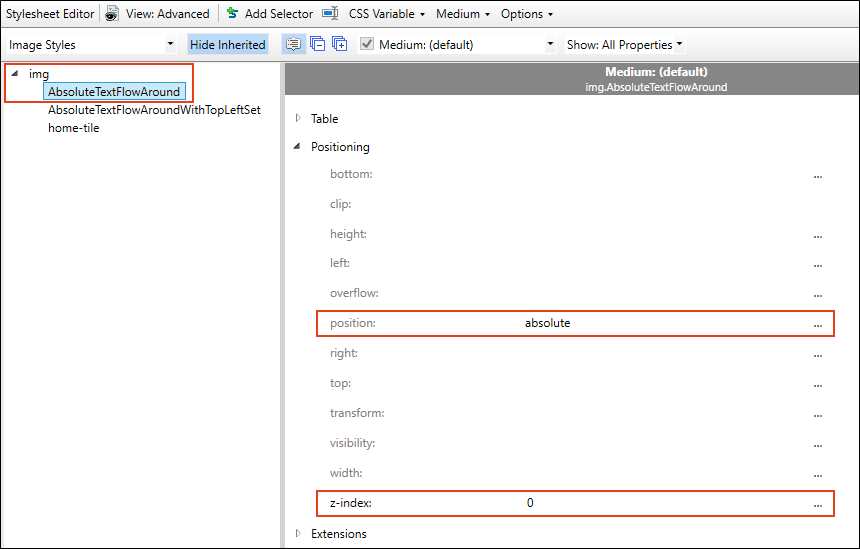 Stylesheet Editor View: Advanced Add Selector CSS Variable Medium Options
Image Styles Hide Inherited Medium: (default) Show: All Properties
img
AbsoluteTextFlowAround
AbsoluteTextFlowAroundWithTopLeftSet
home-tile
Medium: (default)
img.AbsoluteTextFlowAround
Table
Positioning
bottom: ...
clip:
height: ...
left: ...
overflow: ...
position: absolute ...
right: ...
top: ...
transform: ...
visibility: ...
width: ...
z-index: 0 ...
Extensions